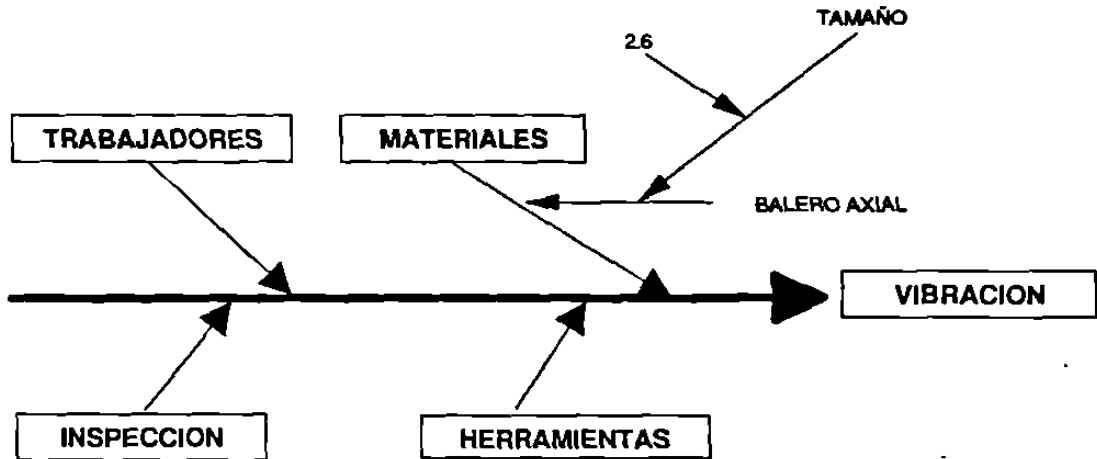 TAMAÑO
2.6
TRABAJADORES
MATERIALES
BALERO AXIAL
VIBRACION
INSPECCION
HERRAMIENTAS